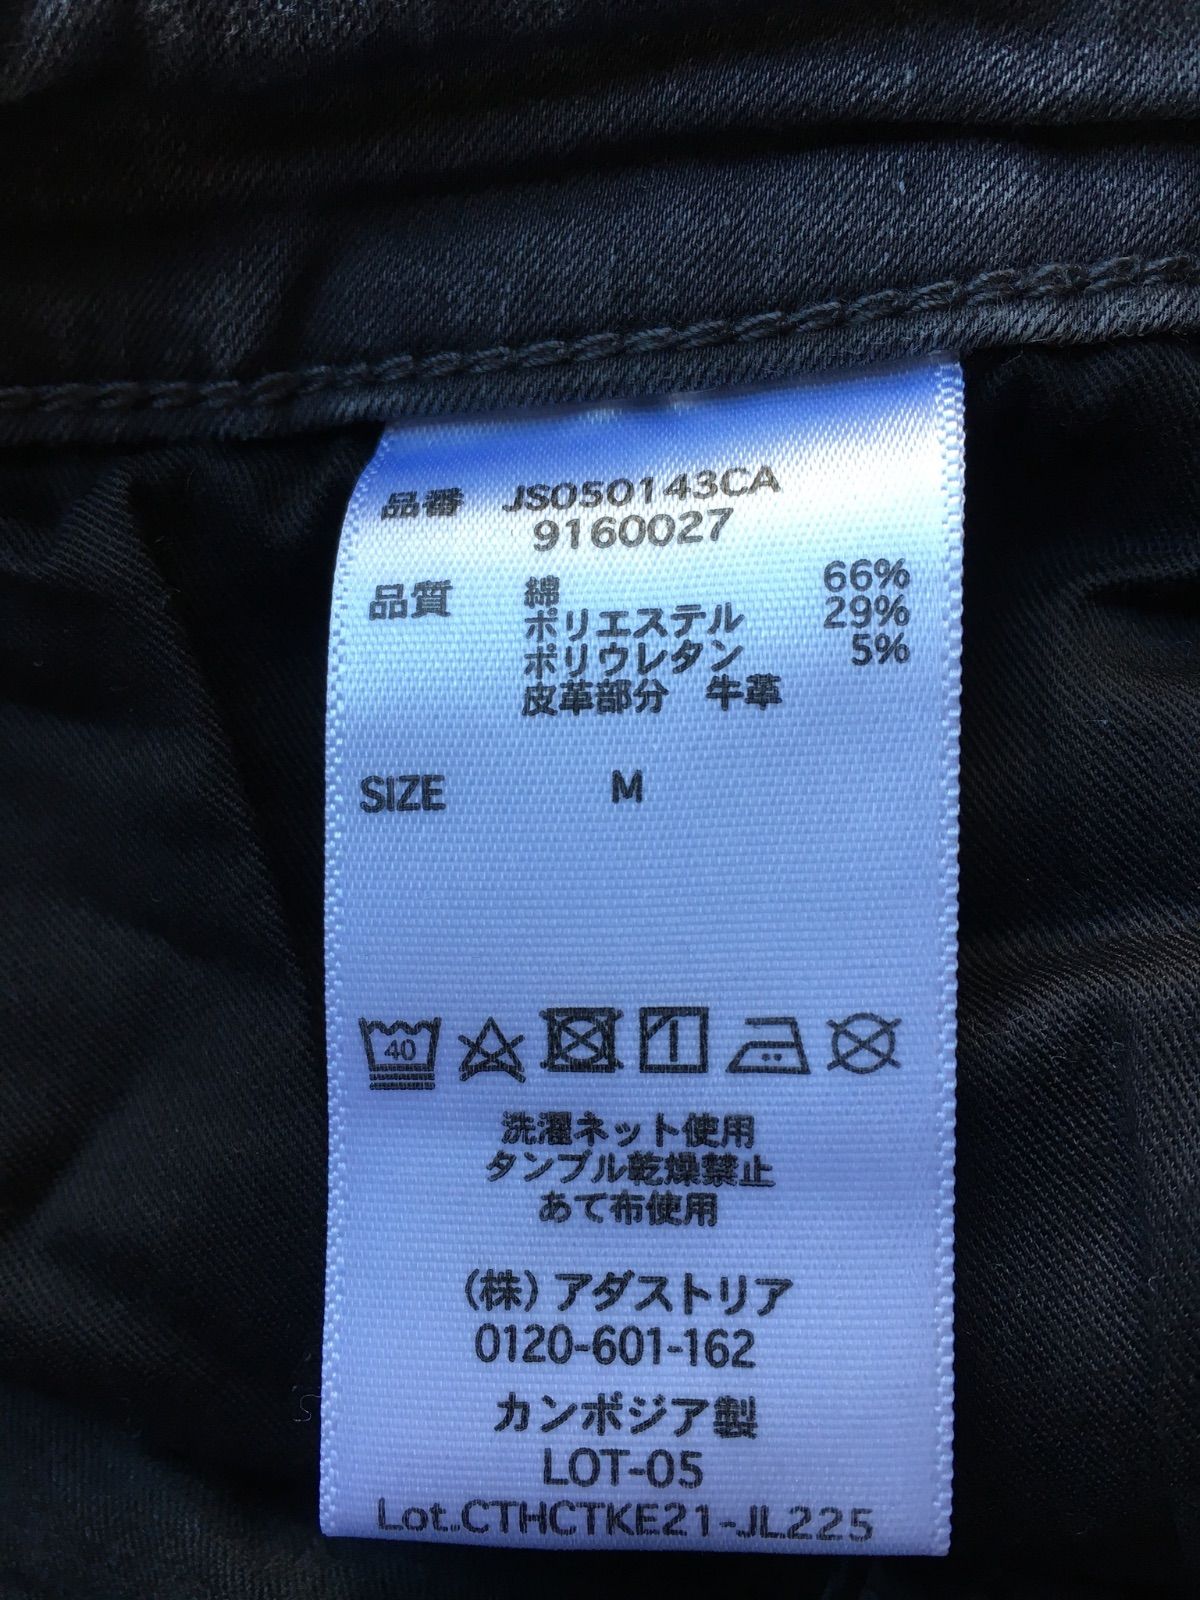 品番 JS050143CA
9160027
品質 綿 66%
ポリエステル 29%
ポリウレタン 5%
皮革部分 牛革
SIZE M
40
洗濯ネット使用
タンブル乾燥禁止
あて布使用
(株)アダストリア
0120-601-162
カンボジア製
LOT-05
Lot.CTHCTKE21-JL225